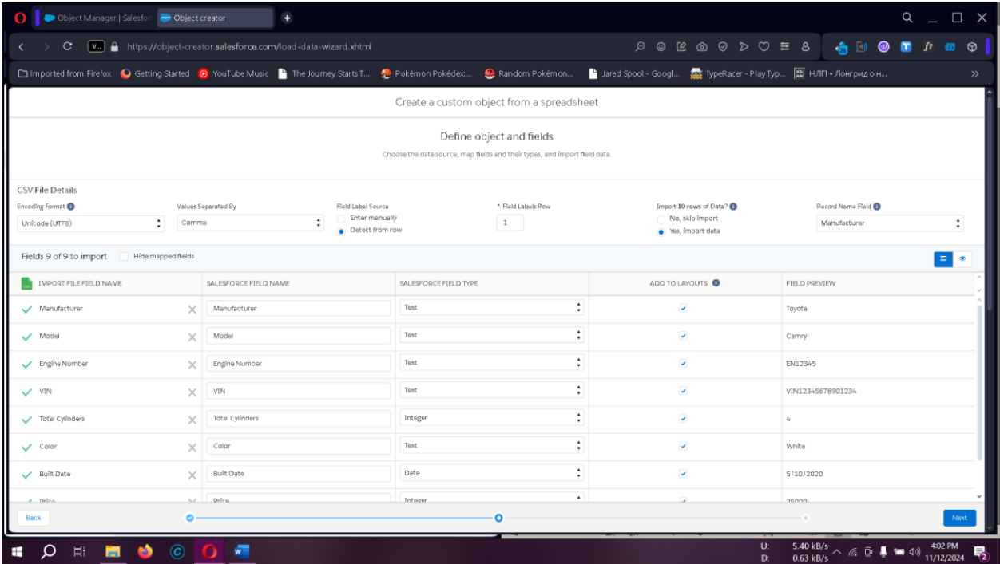 Object Manager | Salesfor
Object creator
V...
https://object-creator.salesforce.com/load-data-wizard.xhtml
26
Imported from Firefox
Getting Started
YouTube Music
The Journey Starts T...
Pokémon Pokédex...
Random Pokémon...
Jared Spool - Googl...
TypeRacer - Play Typ...
НЛП • Лонгрид о н...
Create a custom object from a spreadsheet
Define object and fields
Choose the data source, map fields and their types, and import field data.
CSV File Details
Encoding Format
Values Separated By
Field Label Source
* Field Labels Row
Import 10 rows of Data?
Record Name Field
Unicode (UTF8)
Comma
Enter manually
Detect from row
1
No, skip import
Yes, import data
Manufacturer
Fields 9 of 9 to import
Hide mapped fields
IMPORT FILE FIELD NAME
SALESFORCE FIELD NAME
SALESFORCE FIELD TYPE
ADD TO LAYOUTS
FIELD PREVIEW
Manufacturer
Manufacturer
Text
Toyota
Model
Model
Text
Camry
Engine Number
Engine Number
Text
EN12345
VIN
VIN
Text
VIN12345678901234
Total Cylinders
Total Cylinders
Integer
4
Color
Color
Text
White
Built Date
Built Date
Date
5/10/2020
Price
Price
Integer
25000
Back
Next
U: 5.40 kB/s
D: 0.63 kB/s
4:02 PM
11/12/2024
2